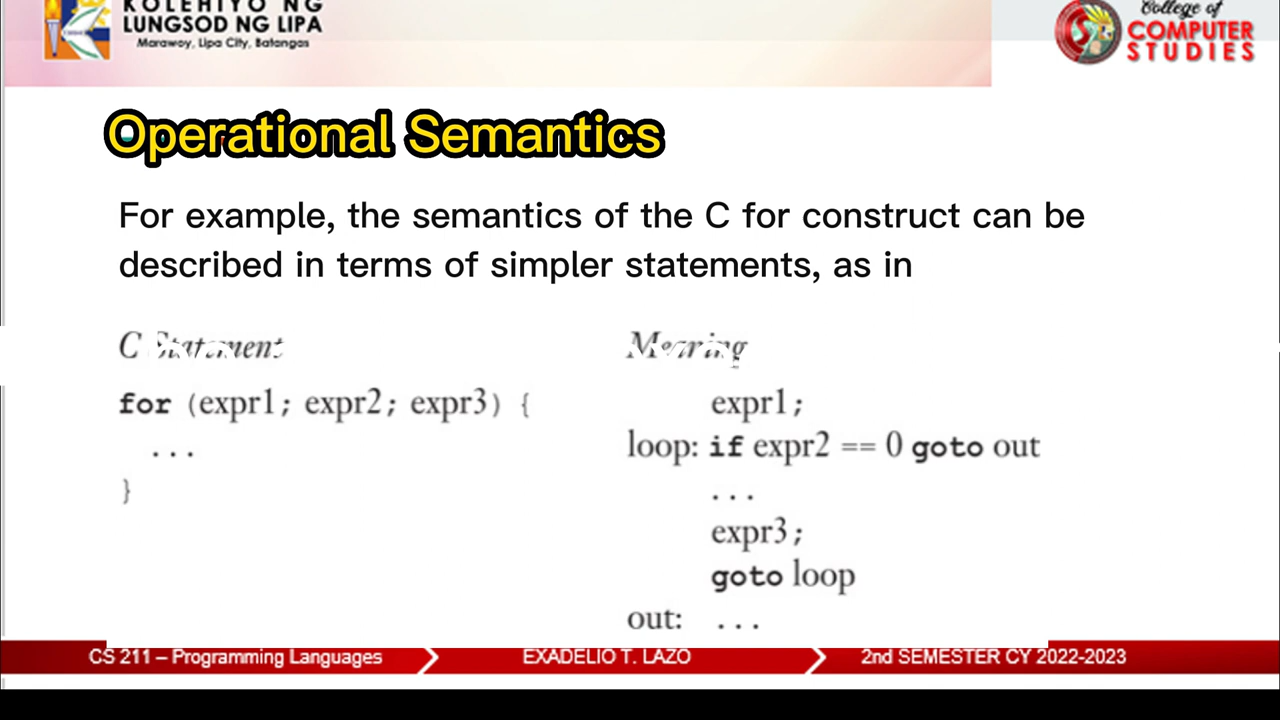 KOLEHIYO NG
LUNGSOD NG LIPA
Marawoy, Lipa City, Batangas
College of
COMPUTER
STUDIES
Operational Semantics
For example, the semantics of the C for construct can be
described in terms of simpler statements, as in
C Statement
for (expr1; expr2; expr3) {
...
}
Meaning
expr1;
loop: if expr2 == 0 goto out
...
expr3;
goto loop
out: ...
CS 211 – Programming Languages
EXADELIO T. LAZO
2nd SEMESTER CY 2022-2023